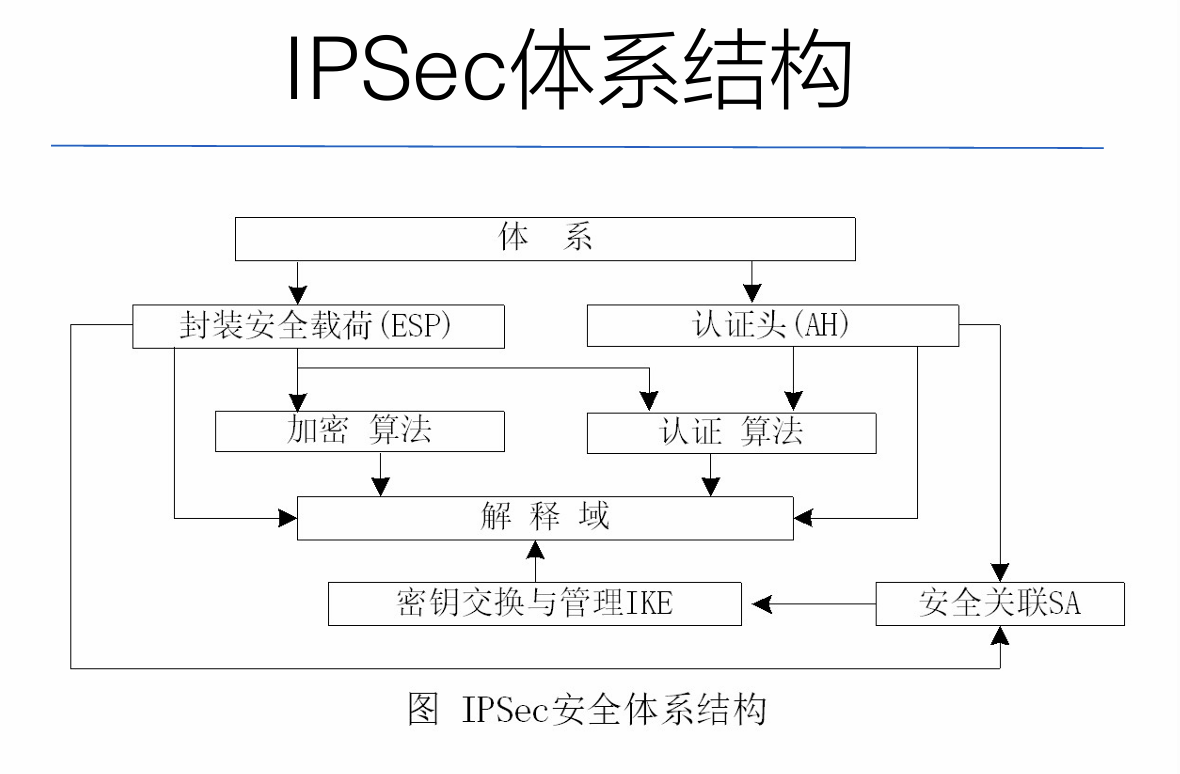 IPSec体系结构
体 系
封装安全载荷(ESP)
认证头(AH)
加密 算法
认证 算法
解 释 域
密钥交换与管理IKE
安全关联SA
图 IPSec安全体系结构